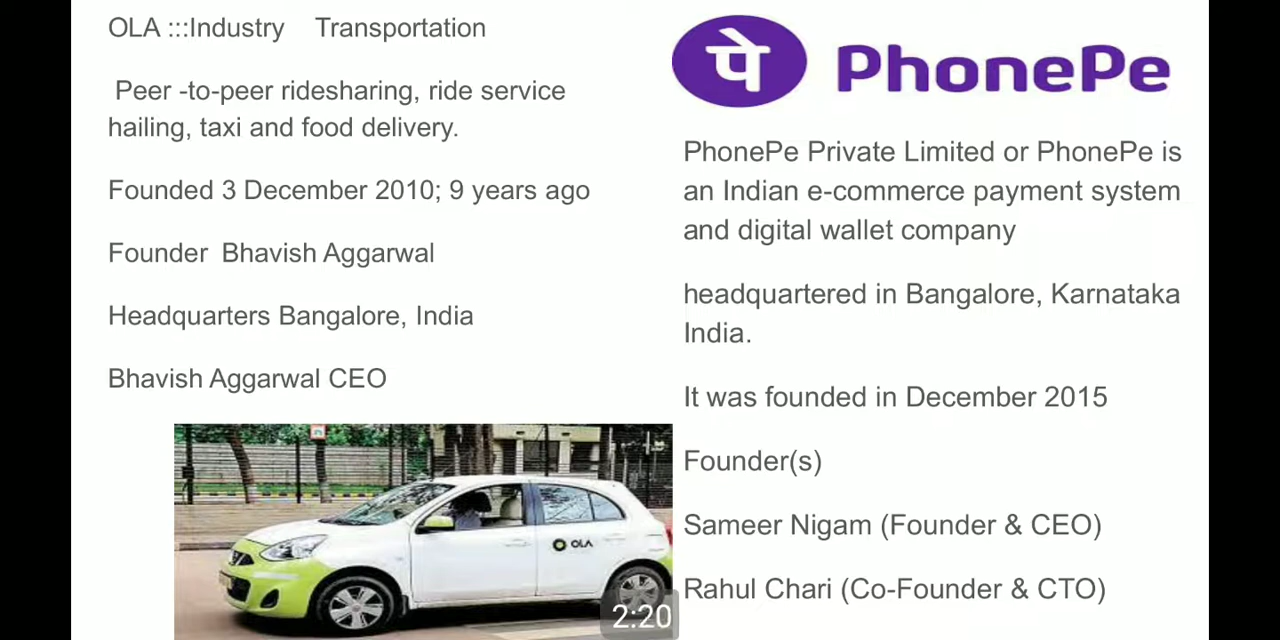 OLA :::Industry    Transportation
Peer -to-peer ridesharing, ride service
hailing, taxi and food delivery.
Founded 3 December 2010; 9 years ago
Founder  Bhavish Aggarwal
Headquarters Bangalore, India
Bhavish Aggarwal CEO
OLA
2:20
पे PhonePe
PhonePe Private Limited or PhonePe is
an Indian e-commerce payment system
and digital wallet company
headquartered in Bangalore, Karnataka
India.
It was founded in December 2015
Founder(s)
Sameer Nigam (Founder & CEO)
Rahul Chari (Co-Founder & CTO)